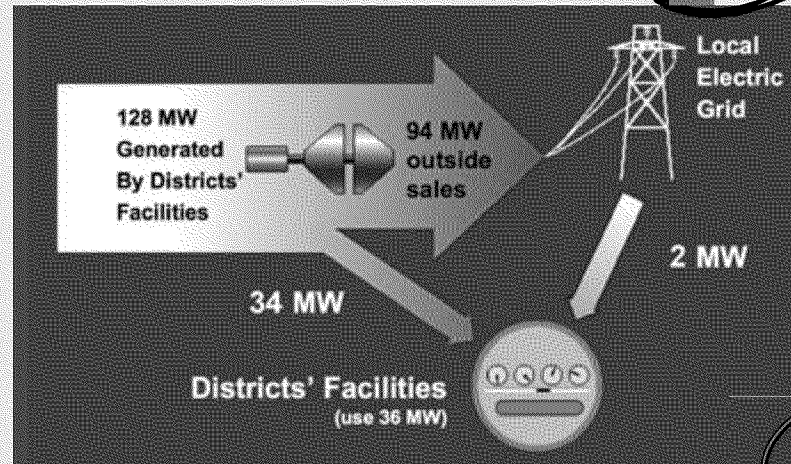 128 MW
Generated
By Districts'
Facilities
94 MW
outside
sales
Local
Electric
Grid
2 MW
34 MW
Districts' Facilities
(use 36 MW)